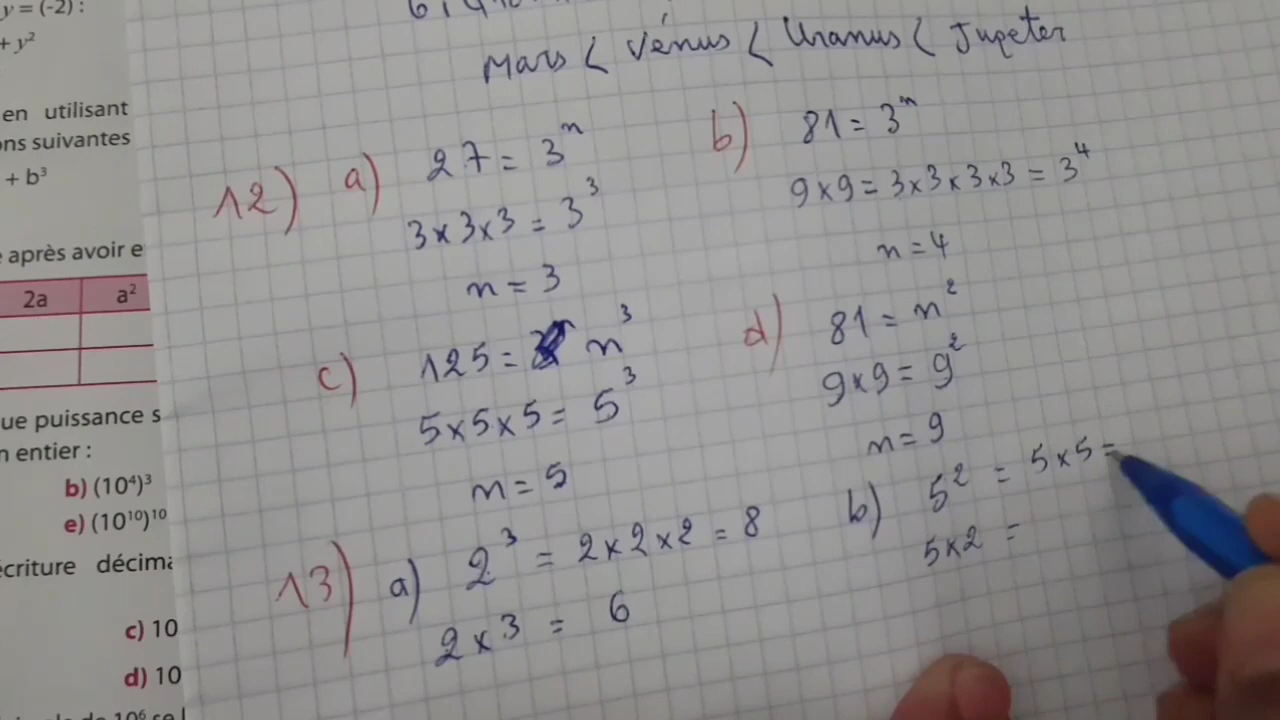 y = (-2) :
+ y²
en utilisant
ons suivantes
+ b³
après avoir e
2a a²
ue puissance s
n entier :
b) (10⁴)³
e) (10¹⁰)¹⁰
criture décima
c) 10
d) 10
Mars < Vénus < Uranus < Jupeter
12) a) 27 = 3ⁿ
3 × 3 × 3 = 3³
n = 3
b) 81 = 3ⁿ
9 × 9 = 3 × 3 × 3 × 3 = 3⁴
n = 4
c) 125 = n³
5 × 5 × 5 = 5³
n = 5
d) 81 = n²
9 × 9 = 9²
n = 9
13) a) 2³ = 2 × 2 × 2 = 8
2 × 3 = 6
b) 5² = 5 × 5 =
5 × 2 =